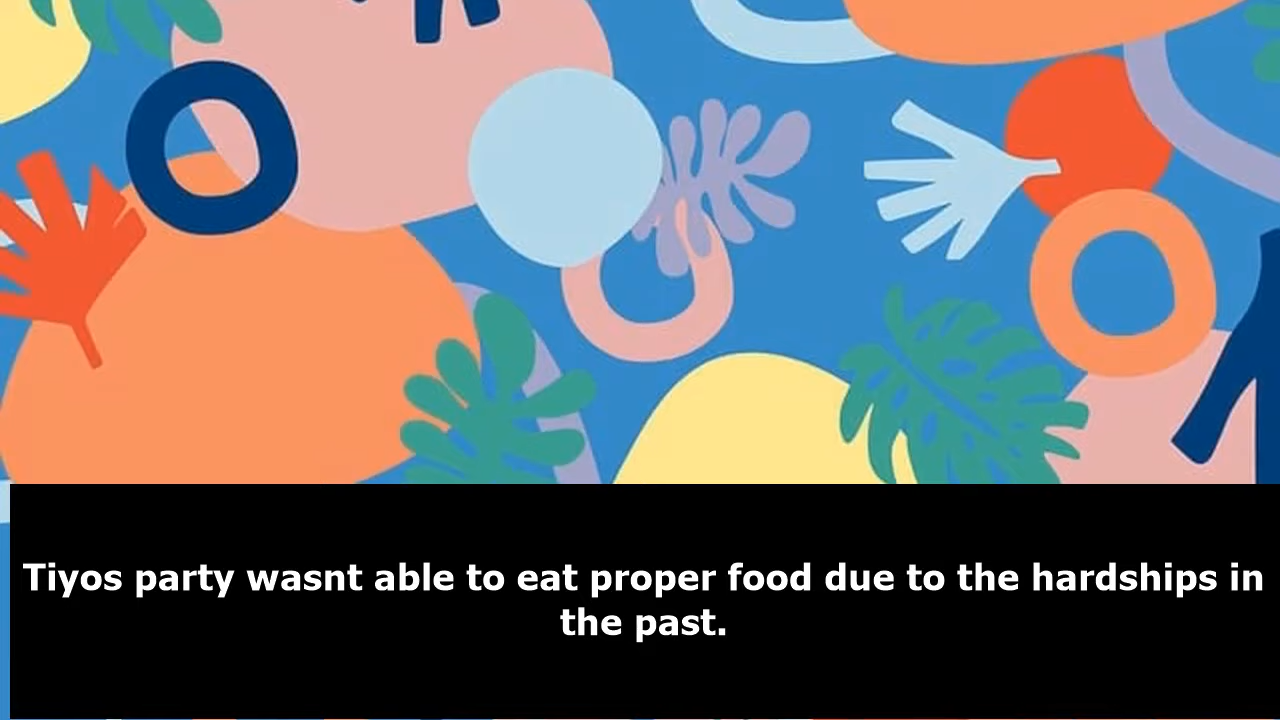 Tiyos party wasnt able to eat proper food due to the hardships in
the past.